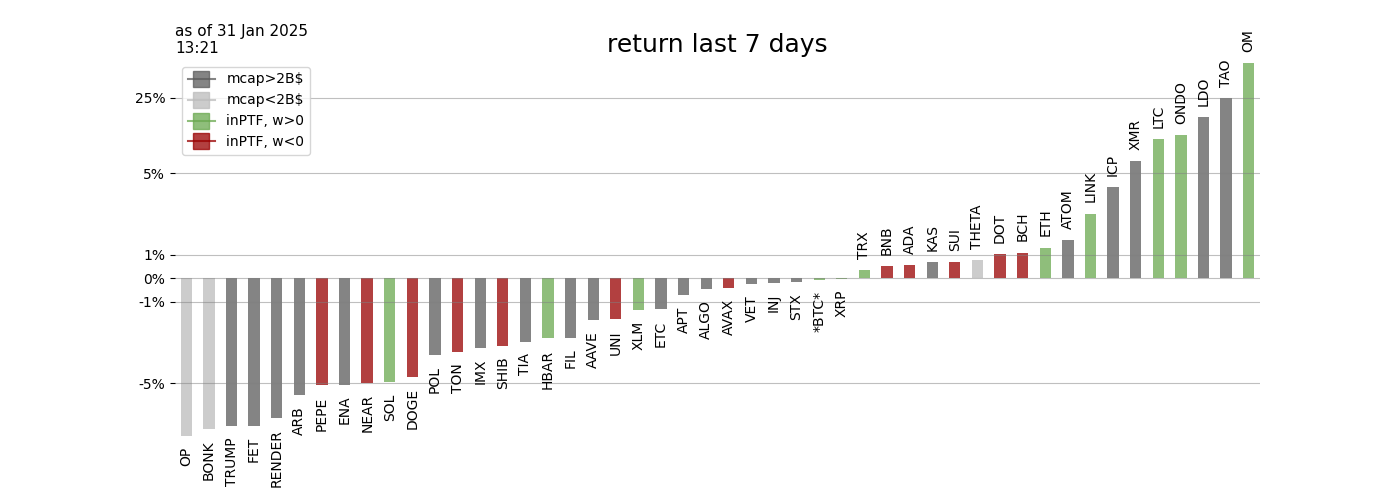 as of 31 Jan 2025
13:21
return last 7 days
mcap>2B$
mcap<2B$
inPTF, w>0
inPTF, w<0
25%
5%
1%
0%
-1%
-5%
OP
BONK
TRUMP
FET
RENDER
ARB
PEPE
ENA
NEAR
SOL
DOGE
POL
TON
IMX
SHIB
TIA
HBAR
FIL
AAVE
UNI
XLM
ETC
APT
ALGO
AVAX
VET
INJ
STX
*BTC*
XRP
TRX
BNB
ADA
KAS
SUI
THETA
DOT
BCH
ETH
ATOM
LINK
ICP
XMR
LTC
ONDO
LDO
TAO
OM